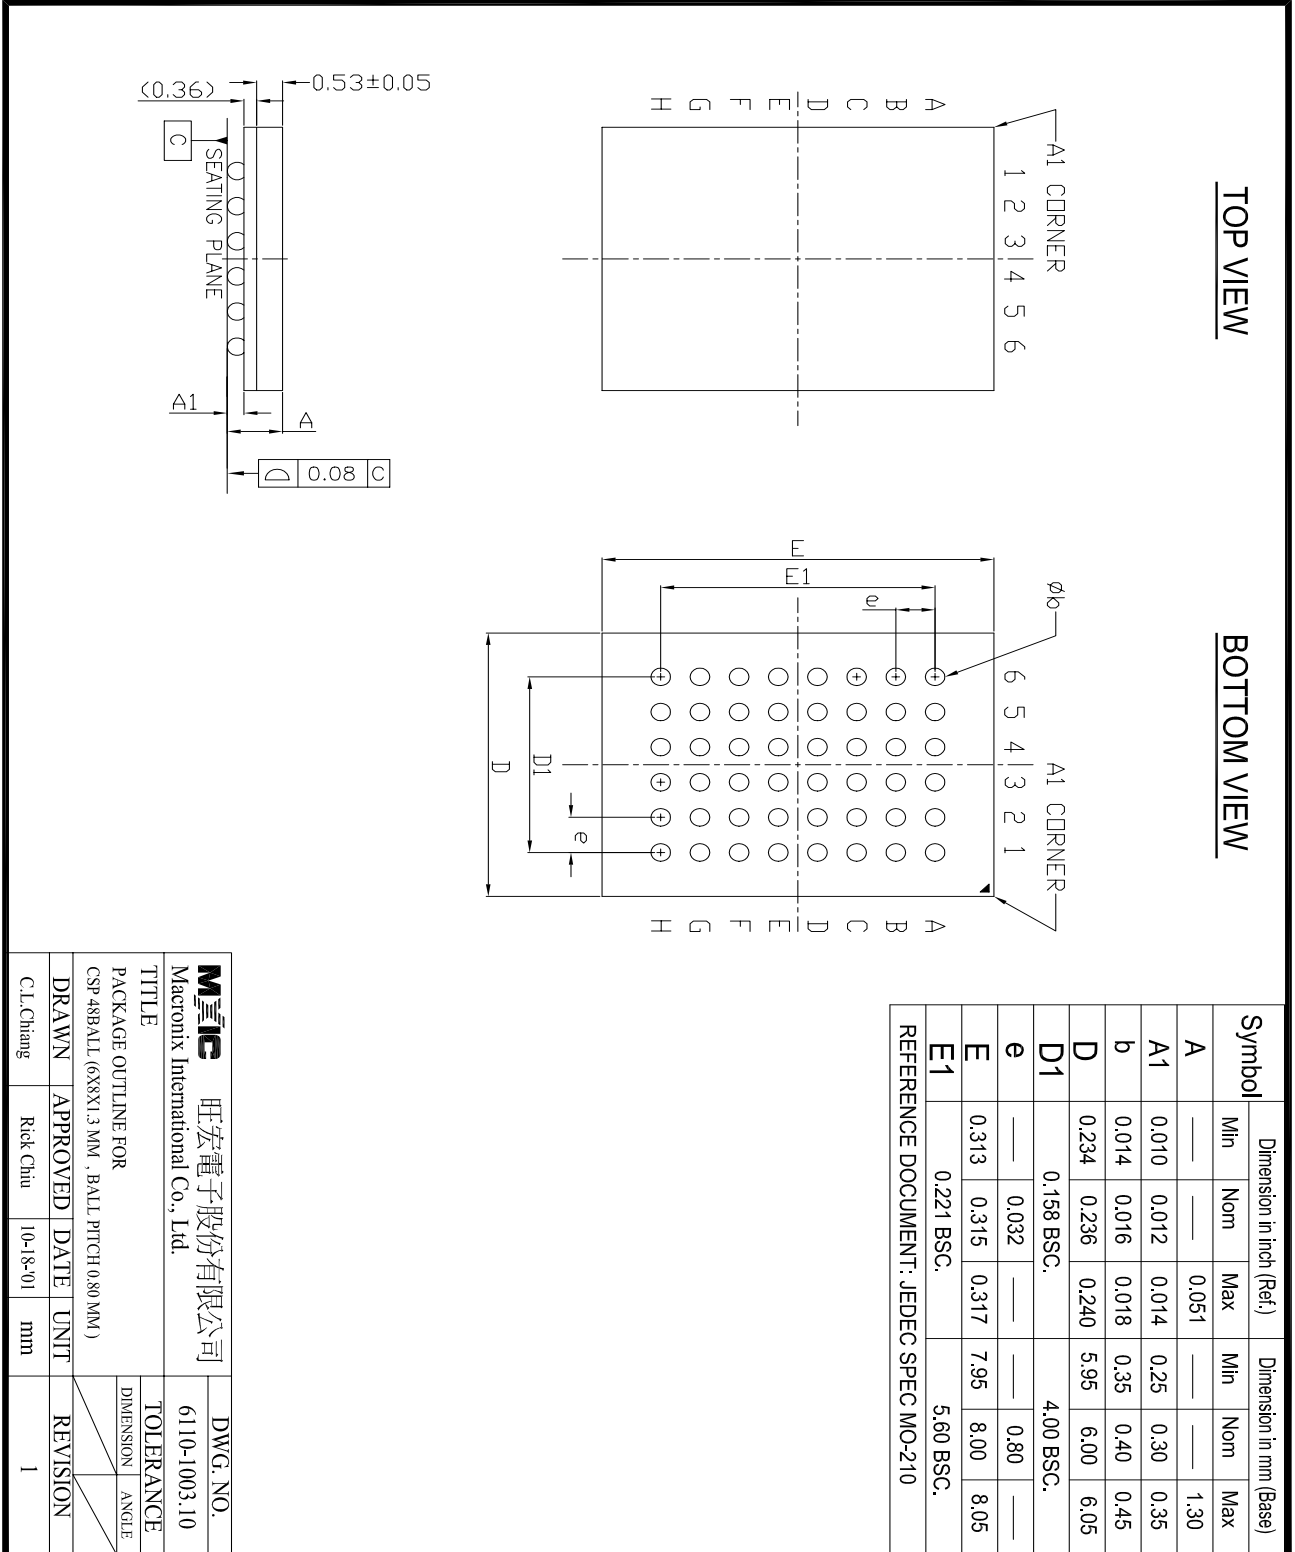 TOP VIEW
BOTTOM VIEW
A1 CORNER
1 2 3 4 5 6
A
B
C
D
E
F
G
H
0.53±0.05
(0.36)
C
SEATING PLANE
A1
A
0.08 C
Øb
A1 CORNER
6 5 4 3 2 1
A
B
C
D
E
F
G
H
E
E1
e
D1
D
e
Symbol Dimension in inch (Ref.) Dimension in mm (Base)
Min Nom Max Min Nom Max
A — — 0.051 — — 1.30
A1 0.010 0.012 0.014 0.25 0.30 0.35
b 0.014 0.016 0.018 0.35 0.40 0.45
D 0.234 0.236 0.240 5.95 6.00 6.05
D1 0.158 BSC. 4.00 BSC.
e — 0.032 — — 0.80 —
E 0.313 0.315 0.317 7.95 8.00 8.05
E1 0.221 BSC. 5.60 BSC.
REFERENCE DOCUMENT: JEDEC SPEC MO-210
MXIC 旺宏電子股份有限公司
Macronix International Co., Ltd.
TITLE
PACKAGE OUTLINE FOR
CSP 48BALL (6X8X1.3 MM , BALL PITCH 0.80 MM )
DWG. NO.
6110-1003.10
TOLERANCE
DIMENSION ANGLE
DRAWN APPROVED DATE UNIT REVISION
C.L.Chiang Rick Chiu 10-18-'01 mm 1